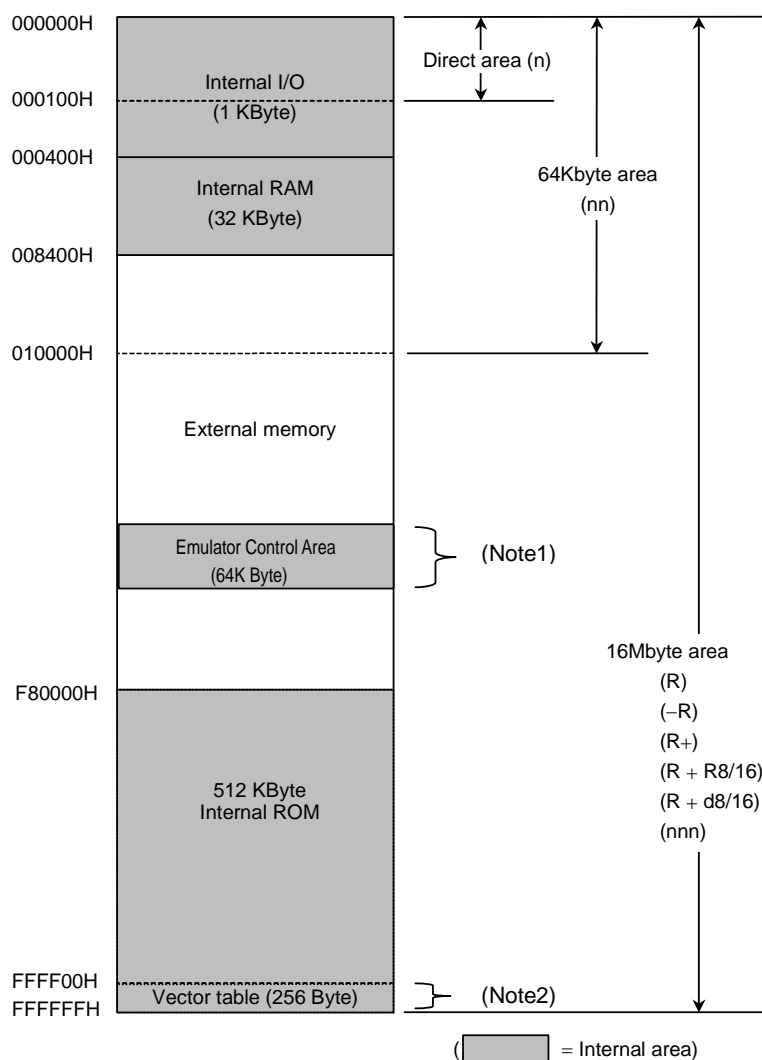 000000H
Direct area (n)
Internal I/O
(1 KByte)
000100H
000400H
64Kbyte area
(nn)
Internal RAM
(32 KByte)
008400H
010000H
External memory
Emulator Control Area
(64K Byte)
(Note1)
16Mbyte area
(R)
(−R)
(R+)
(R + R8/16)
(R + d8/16)
(nnn)
F80000H
512 KByte
Internal ROM
FFFF00H
Vector table (256 Byte)
(Note2)
FFFFFFH
( = Internal area)